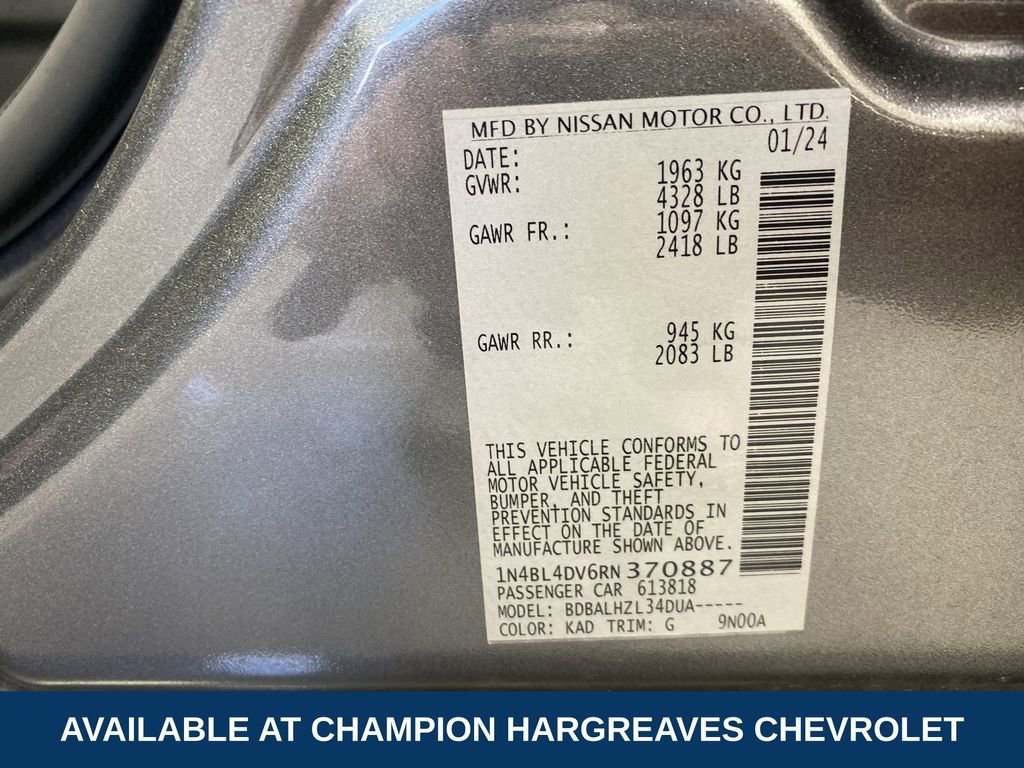 MFD BY NISSAN MOTOR CO., LTD.
DATE: 01/24
GVWR: 1963 KG
4328 LB
GAWR FR.: 1097 KG
2418 LB
GAWR RR.: 945 KG
2083 LB
THIS VEHICLE CONFORMS TO
ALL APPLICABLE FEDERAL
MOTOR VEHICLE SAFETY,
BUMPER, AND THEFT
PREVENTION STANDARDS IN
EFFECT ON THE DATE OF
MANUFACTURE SHOWN ABOVE.
1N4BL4DV6RN370887
PASSENGER CAR 613818
MODEL: BDBALHZL34DUA-----
COLOR: KAD TRIM: G 9N00A
AVAILABLE AT CHAMPION HARGREAVES CHEVROLET